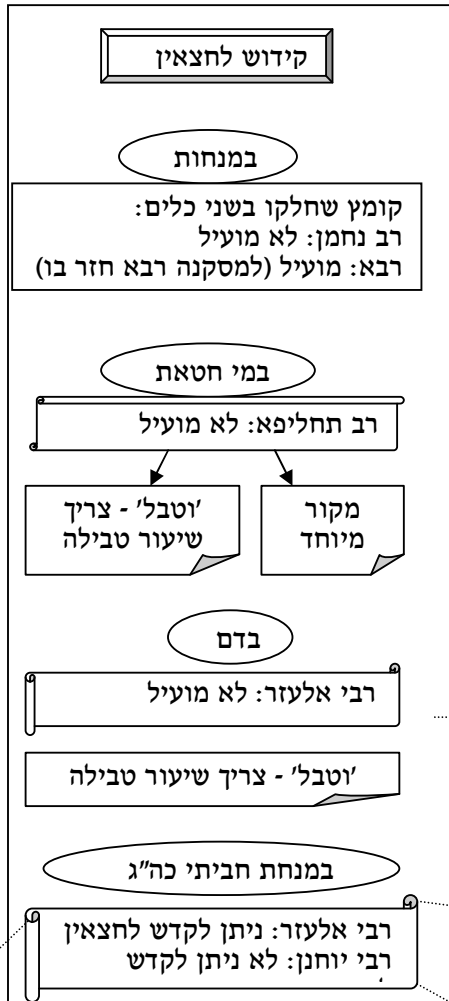 קידוש לחצאין
במנחות
קומץ שחלקו בשני כלים:
רב נחמן: לא מועיל
רבא: מועיל (למסקנה רבא חזר בו)
במי חטאת
רב תחליפא: לא מועיל
מקור
מיוחד
'וטבל' - צריך
שיעור טבילה
בדם
רבי אלעזר: לא מועיל
'וטבל' - צריך שיעור טבילה
במנחת חביתי כה"ג
רבי אלעזר: ניתן לקדש לחצאין
רבי יוחנן: לא ניתן לקדש